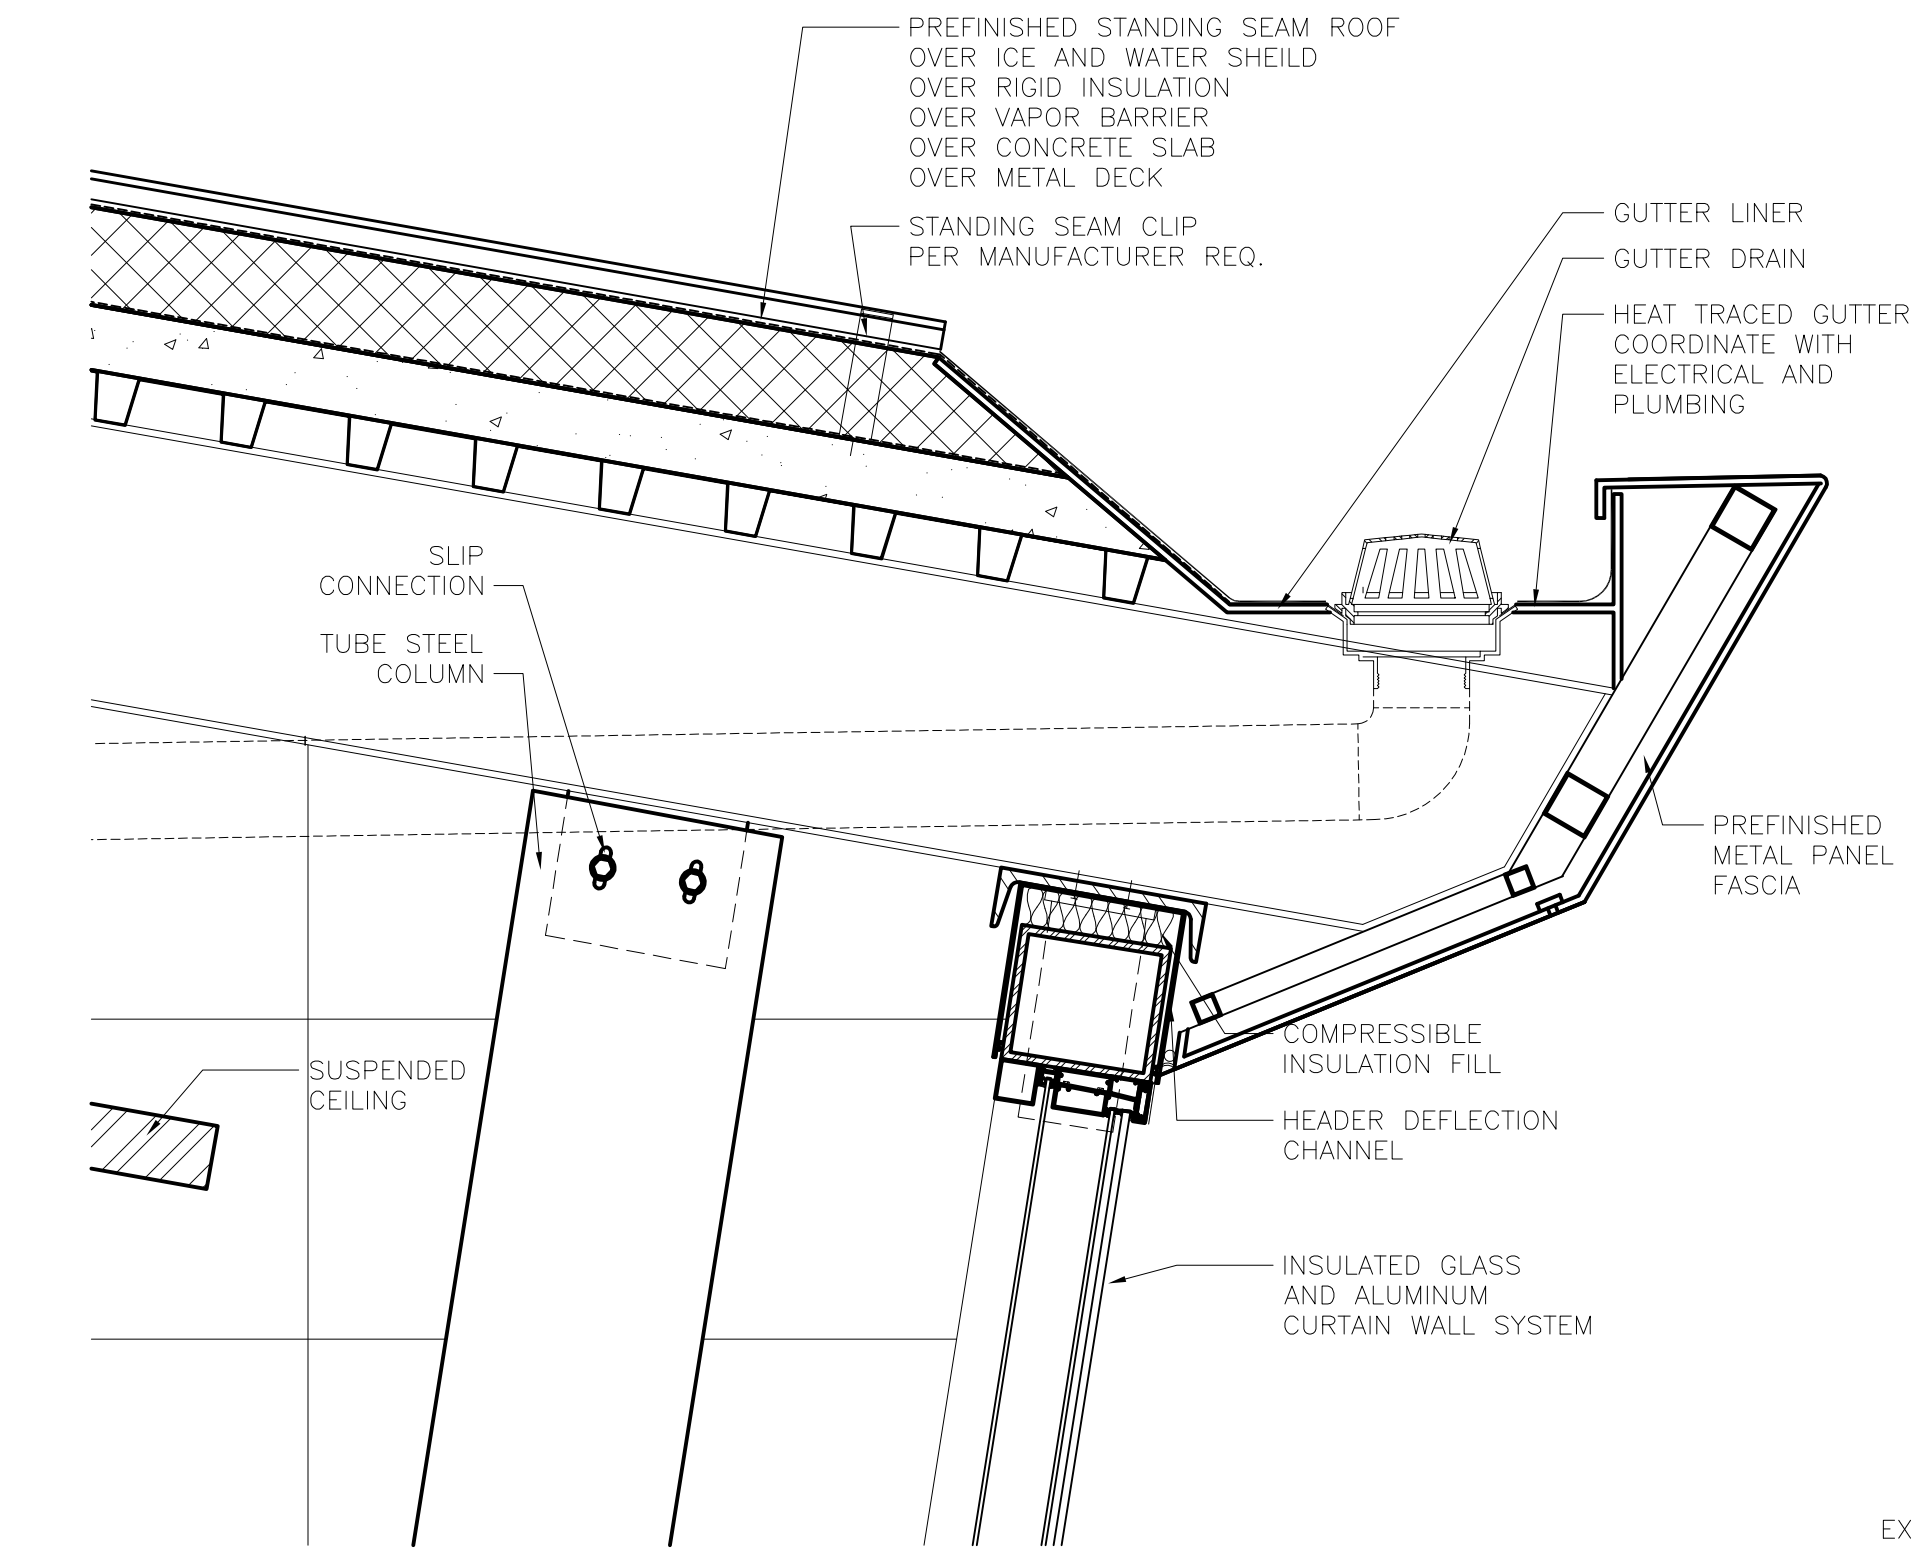 PREFINISHED STANDING SEAM ROOF
OVER ICE AND WATER SHEILD
OVER RIGID INSULATION
OVER VAPOR BARRIER
OVER CONCRETE SLAB
OVER METAL DECK
STANDING SEAM CLIP
PER MANUFACTURER REQ.
GUTTER LINER
GUTTER DRAIN
HEAT TRACED GUTTER
COORDINATE WITH
ELECTRICAL AND
PLUMBING
SLIP
CONNECTION
TUBE STEEL
COLUMN
PREFINISHED
METAL PANEL
FASCIA
COMPRESSIBLE
INSULATION FILL
SUSPENDED
CEILING
HEADER DEFLECTION
CHANNEL
INSULATED GLASS
AND ALUMINUM
CURTAIN WALL SYSTEM
EX